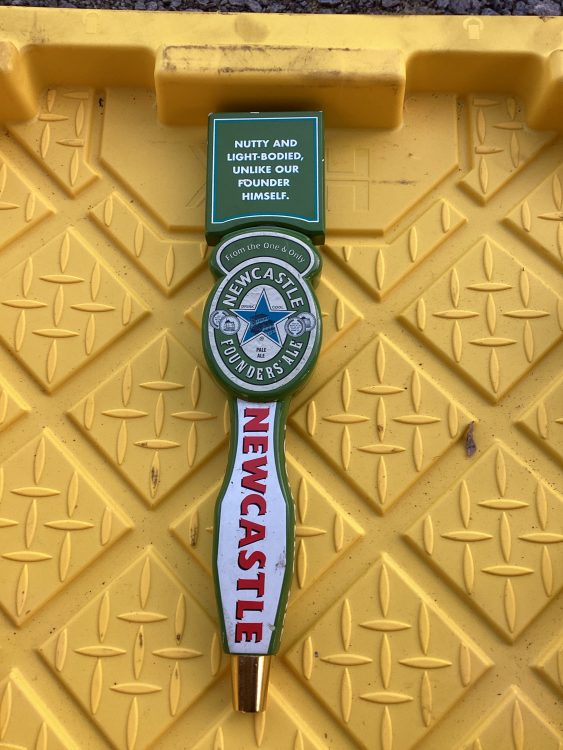 NUTTY AND
LIGHT-BODIED,
UNLIKE OUR
FOUNDER
HIMSELF.
From the One & Only
NEWCASTLE
PALE
ALE
FOUNDERS' ALE
NEWCASTLE